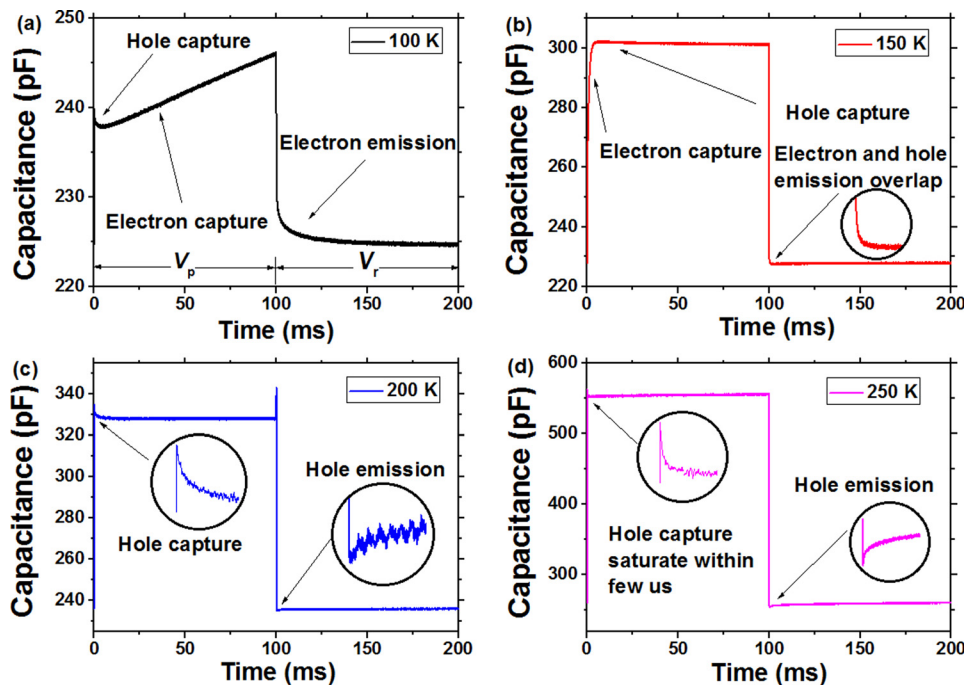 (a)
250
240
230
220
Capacitance (pF)
100 K
Hole capture
Electron capture
Electron emission
Vp
Vr
0
50
100
150
200
Time (ms)
(b)
300
280
260
240
220
Capacitance (pF)
150 K
Hole capture
Electron capture
Electron and hole
emission overlap
0
50
100
150
200
Time (ms)
(c)
340
320
300
280
260
240
Capacitance (pF)
200 K
Hole capture
Hole emission
0
50
100
150
200
Time (ms)
(d)
600
550
500
450
400
350
300
250
Capacitance (pF)
250 K
Hole capture
saturate within
few us
Hole emission
0
50
100
150
200
Time (ms)